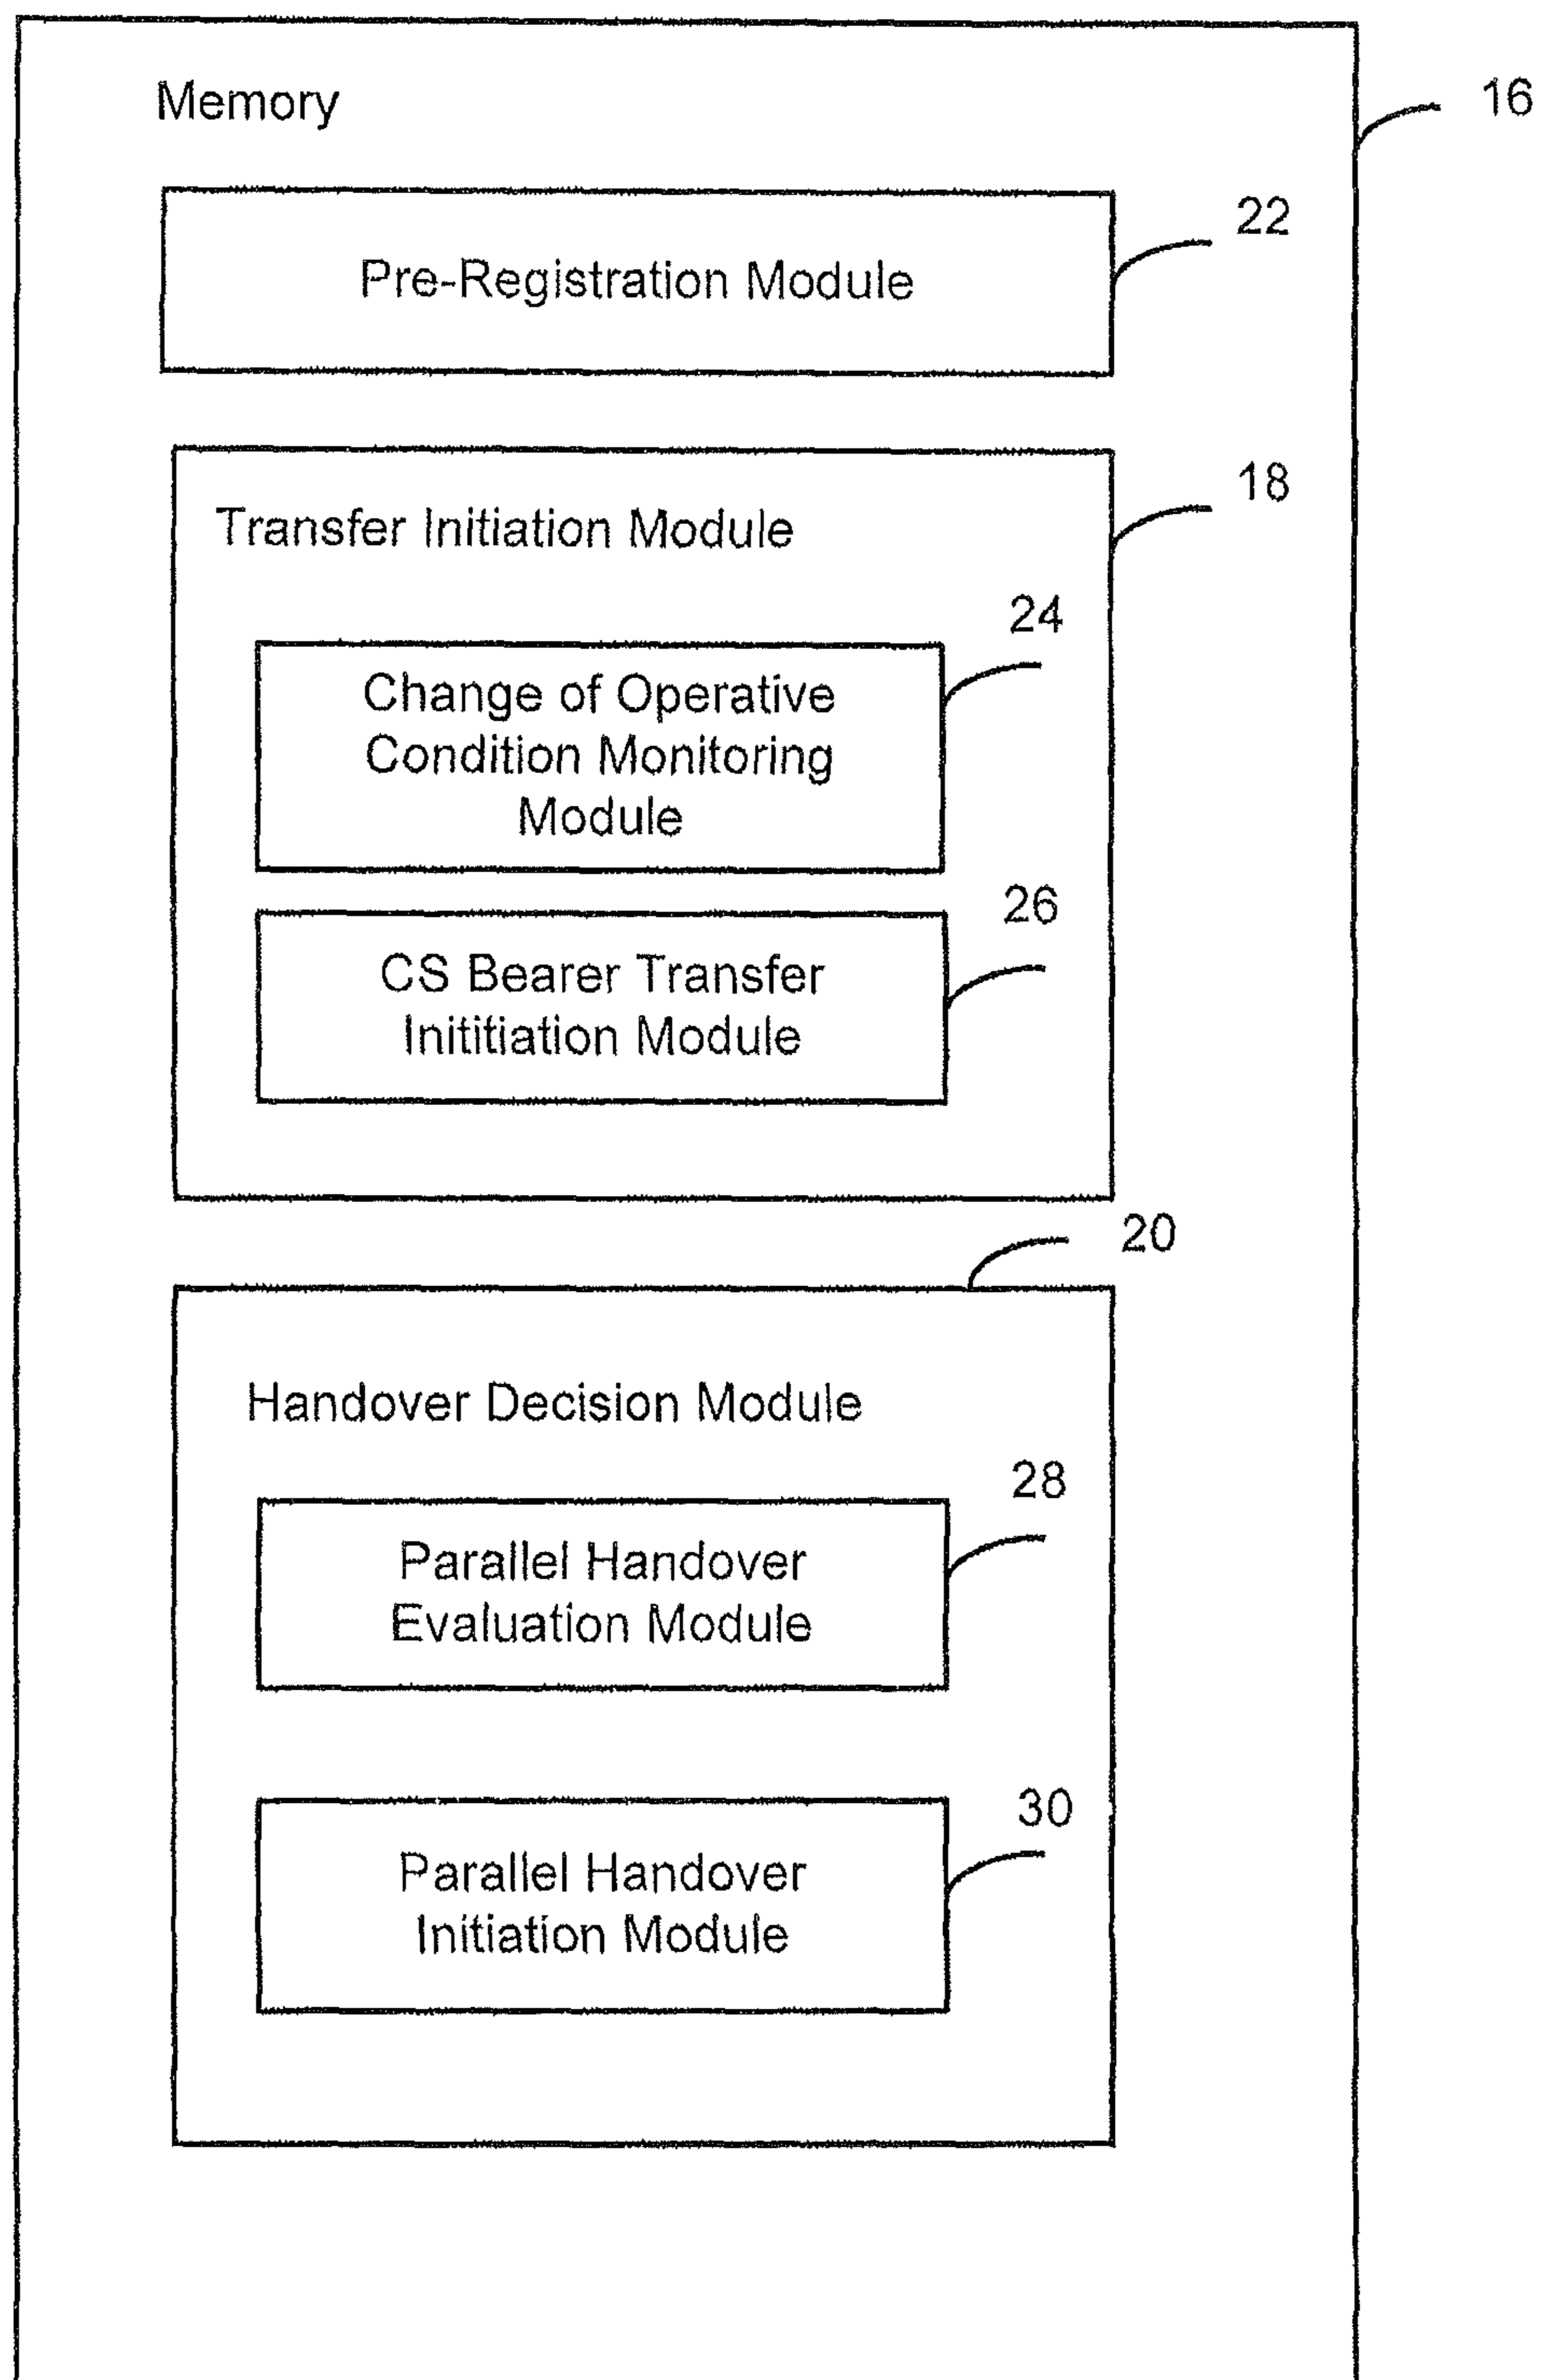 Memory
16
22
Pre-Registration Module
18
Transfer Initiation Module
24
Change of Operative
Condition Monitoring
Module
26
CS Bearer Transfer
Inititiation Module
20
Handover Decision Module
28
Parallel Handover
Evaluation Module
30
Parallel Handover
Initiation Module